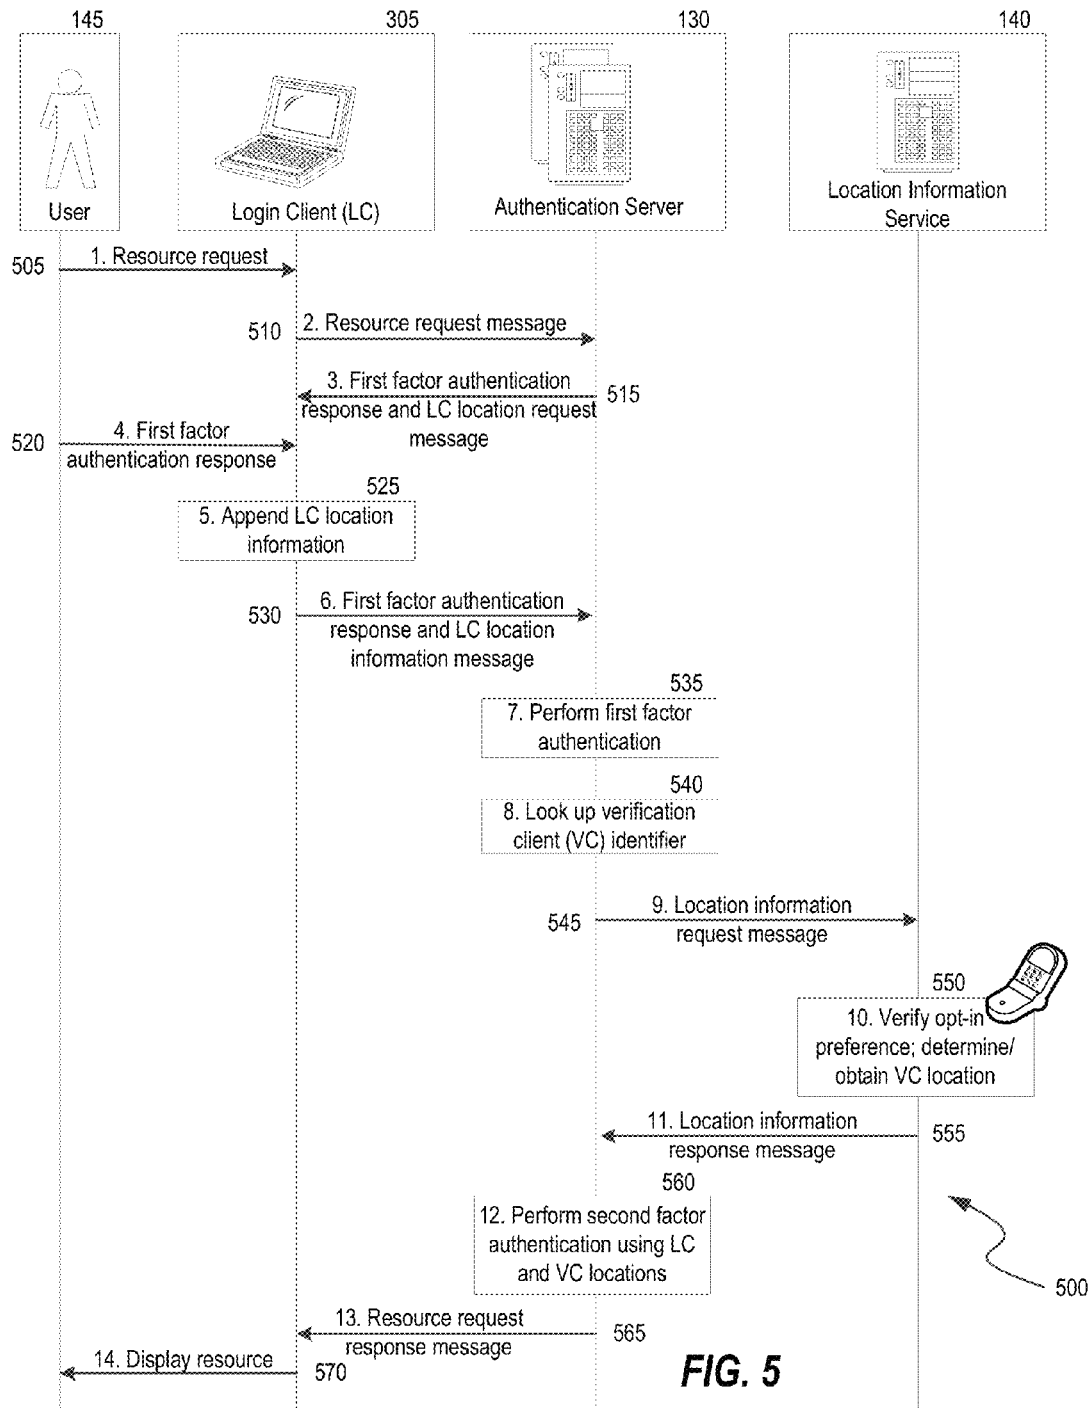 145
305
130
140
User
Login Client (LC)
Authentication Server
Location Information
Service
505
1. Resource request
510
2. Resource request message
3. First factor authentication
response and LC location request
message
515
520
4. First factor
authentication response
525
5. Append LC location
information
530
6. First factor authentication
response and LC location
information message
535
7. Perform first factor
authentication
540
8. Look up verification
client (VC) identifier
545
9. Location information
request message
550
10. Verify opt-in
preference; determine/
obtain VC location
11. Location information
response message
555
560
12. Perform second factor
authentication using LC
and VC locations
500
13. Resource request
response message
565
14. Display resource
570
FIG. 5